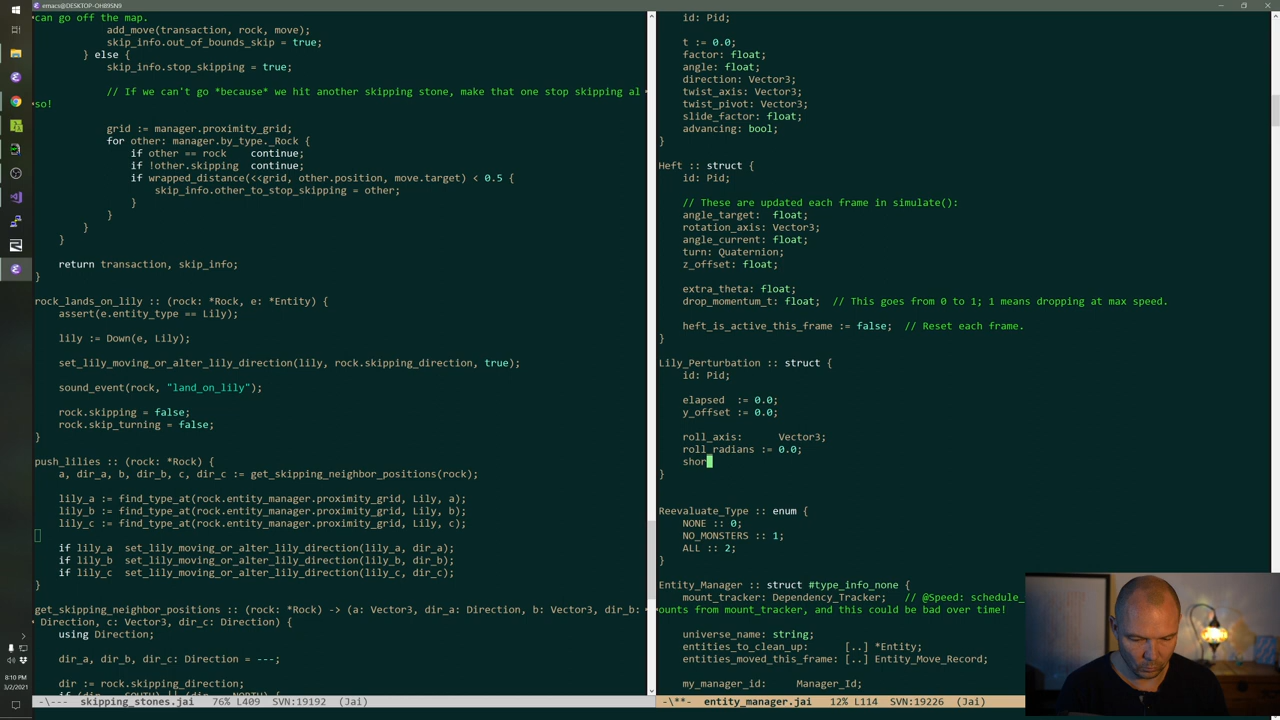 emacs@DESKTOP-OH89SN9
can go off the map.
add_move(transaction, rock, move);
skip_info.out_of_bounds_skip = true;
} else {
skip_info.stop_skipping = true;
// If we can't go *because* we hit another skipping stone, make that one stop skipping al
so!
grid := manager.proximity_grid;
for other: manager.by_type._Rock {
if other == rock    continue;
if !other.skipping  continue;
if wrapped_distance(<<grid, other.position, move.target) < 0.5 {
skip_info.other_to_stop_skipping = other;
}
}
}
}
return transaction, skip_info;
}
rock_lands_on_lily :: (rock: *Rock, e: *Entity) {
assert(e.entity_type == Lily);
lily := Down(e, Lily);
set_lily_moving_or_alter_lily_direction(lily, rock.skipping_direction, true);
sound_event(rock, "land_on_lily");
rock.skipping = false;
rock.skip_turning = false;
}
push_lilies :: (rock: *Rock) {
a, dir_a, b, dir_b, c, dir_c := get_skipping_neighbor_positions(rock);
lily_a := find_type_at(rock.entity_manager.proximity_grid, Lily, a);
lily_b := find_type_at(rock.entity_manager.proximity_grid, Lily, b);
lily_c := find_type_at(rock.entity_manager.proximity_grid, Lily, c);
if lily_a  set_lily_moving_or_alter_lily_direction(lily_a, dir_a);
if lily_b  set_lily_moving_or_alter_lily_direction(lily_b, dir_b);
if lily_c  set_lily_moving_or_alter_lily_direction(lily_c, dir_c);
}
get_skipping_neighbor_positions :: (rock: *Rock) -> (a: Vector3, dir_a: Direction, b: Vector3, dir_b:
Direction, c: Vector3, dir_c: Direction) {
using Direction;
dir_a, dir_b, dir_c: Direction = ---;
dir := rock.skipping_direction;
-\--- skipping_stones.jai    76% L409   SVN:19192  (Jai)
id: Pid;
t := 0.0;
factor: float;
angle: float;
direction: Vector3;
twist_axis: Vector3;
twist_pivot: Vector3;
slide_factor: float;
advancing: bool;
}
Heft :: struct {
id: Pid;
// These are updated each frame in simulate():
angle_target:  float;
rotation_axis: Vector3;
angle_current: float;
turn: Quaternion;
z_offset: float;
extra_theta: float;
drop_momentum_t: float;  // This goes from 0 to 1; 1 means dropping at max speed.
heft_is_active_this_frame := false;  // Reset each frame.
}
Lily_Perturbation :: struct {
id: Pid;
elapsed  := 0.0;
y_offset := 0.0;
roll_axis:      Vector3;
roll_radians := 0.0;
shor
}
Reevaluate_Type :: enum {
NONE :: 0;
NO_MONSTERS :: 1;
ALL :: 2;
}
Entity_Manager :: struct #type_info_none {
mount_tracker: Dependency_Tracker;   // @Speed: schedule_
ounts from mount_tracker, and this could be bad over time!
universe_name: string;
entities_to_clean_up:      [..] *Entity;
entities_moved_this_frame: [..] Entity_Move_Record;
my_manager_id:     Manager_Id;
-\**-  entity_manager.jai   12% L114   SVN:19226  (Jai)
8:10 PM
5/2/2021